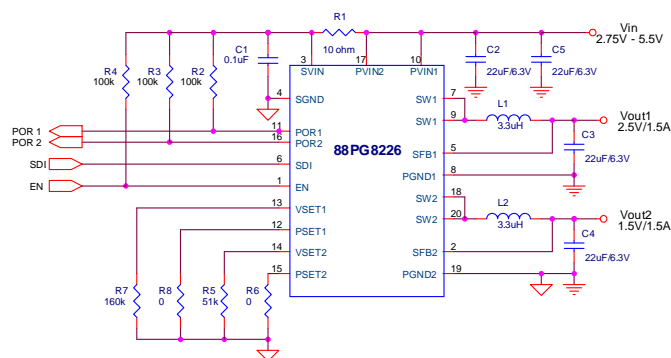 R1
Vin
2.75V - 5.5V
10 ohm
C1
0.1uF
3
17
10
SVIN
PVIN2
PVIN1
C2
22uF/6.3V
C5
22uF/6.3V
R4
100k
R3
100k
R2
100k
4
SGND
SW1
7
SW1
9
L1
3.3uH
Vout1
2.5V/1.5A
POR 1
11
POR1
POR 2
16
POR2
88PG8226
SFB1
5
C3
22uF/6.3V
SDI
6
SDI
PGND1
8
EN
1
EN
SW2
18
13
VSET1
SW2
20
L2
3.3uH
Vout2
1.5V/1.5A
12
PSET1
14
VSET2
SFB2
2
C4
22uF/6.3V
15
PSET2
PGND2
19
R7
160k
R8
0
R5
51k
R6
0